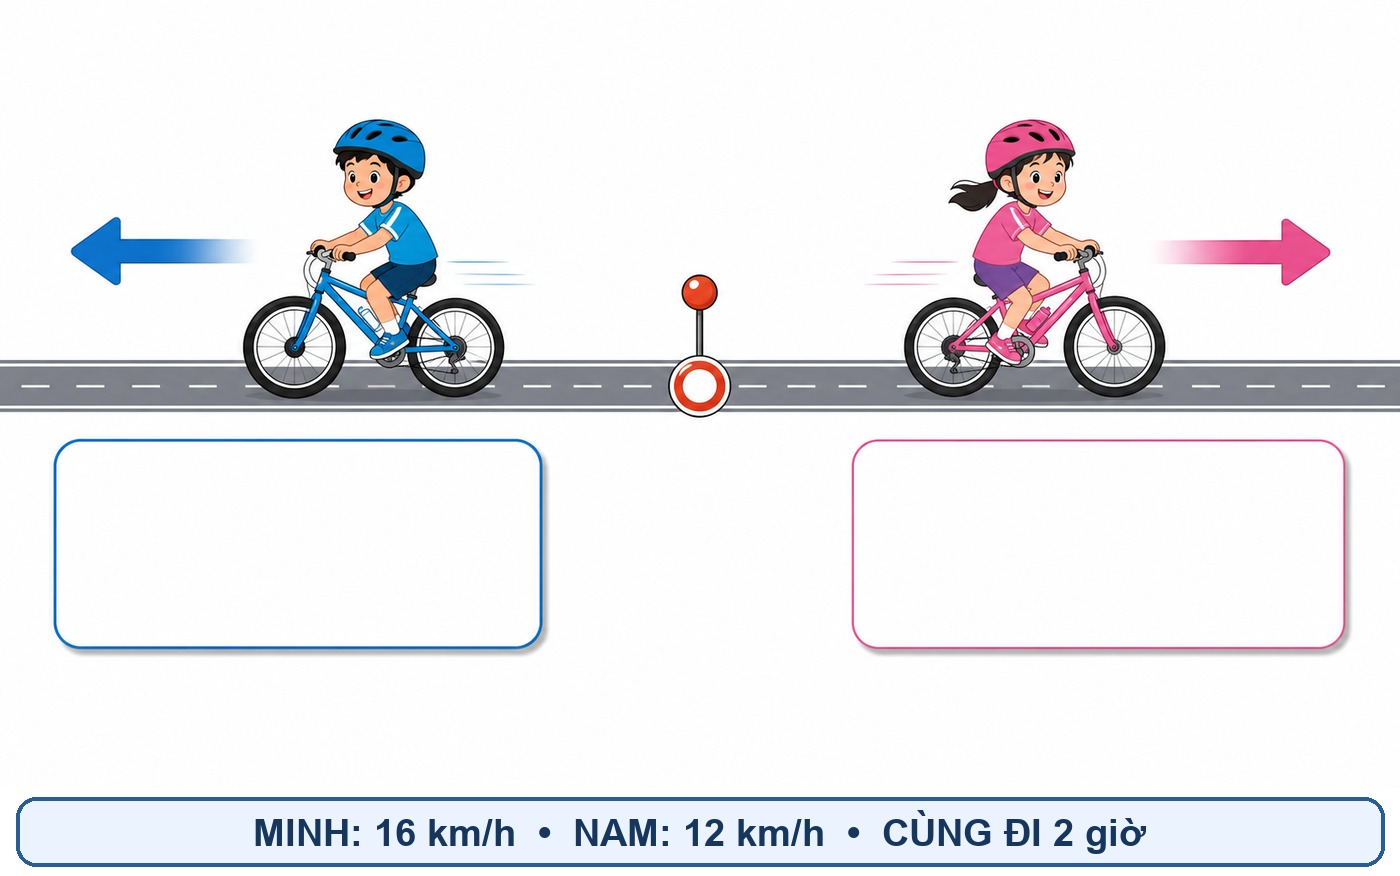 MINH: 16 km/h • NAM: 12 km/h • CÙNG ĐI 2 giờ